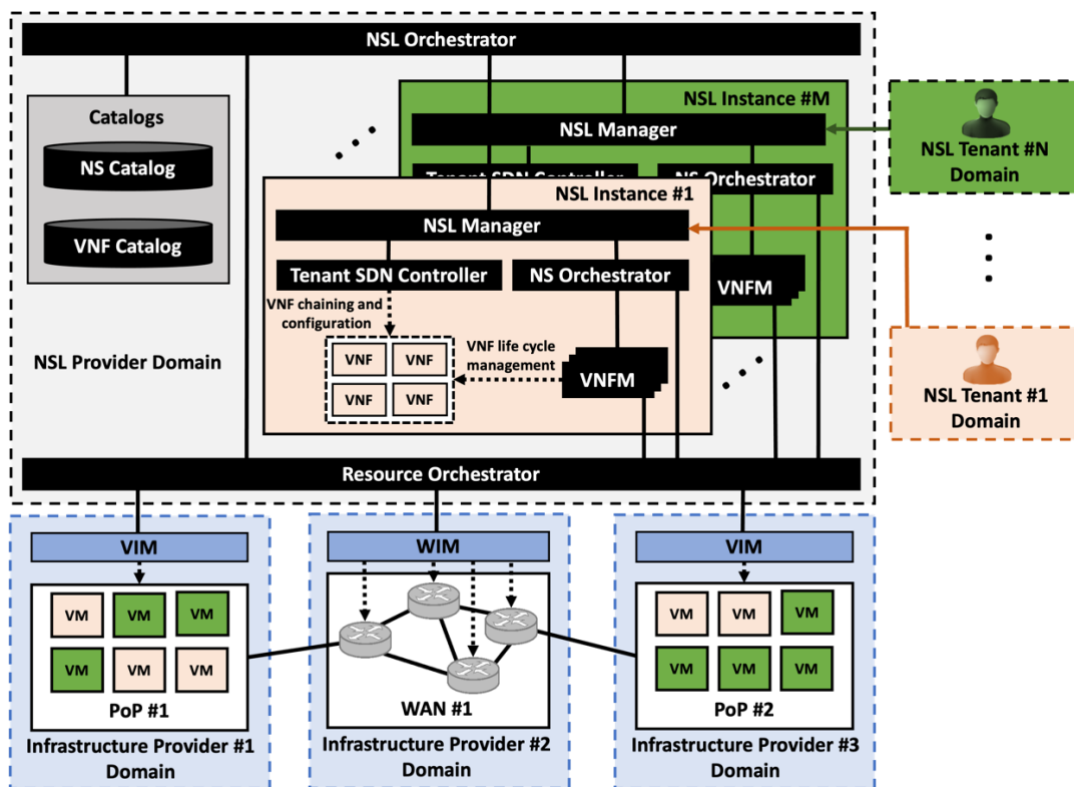 NSL Orchestrator
Catalogs
NS Catalog
VNF Catalog
NSL Provider Domain
NSL Instance #M
NSL Manager
Tenant SDN Controller
NS Orchestrator
VNFM
NSL Instance #1
NSL Manager
Tenant SDN Controller
NS Orchestrator
VNF chaining and
configuration
VNF
VNF
VNF
VNF
VNF life cycle
management
VNFM
NSL Tenant #N
Domain
NSL Tenant #1
Domain
Resource Orchestrator
VIM
VM
VM
VM
VM
VM
VM
PoP #1
Infrastructure Provider #1
Domain
WIM
WAN #1
Infrastructure Provider #2
Domain
VIM
VM
VM
VM
VM
VM
VM
PoP #2
Infrastructure Provider #3
Domain